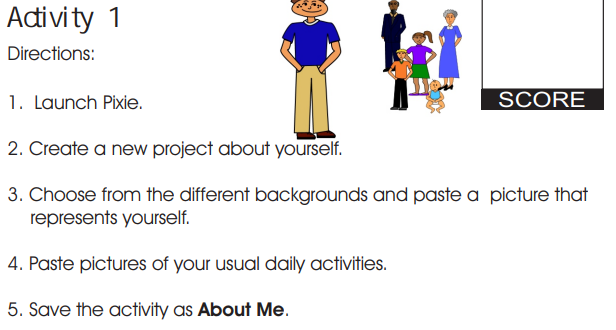 Activity 1
Directions:
SCORE
1. Launch Pixie.
2. Create a new project about yourself.
3. Choose from the different backgrounds and paste a picture that
represents yourself.
4. Paste pictures of your usual daily activities.
5. Save the activity as About Me.